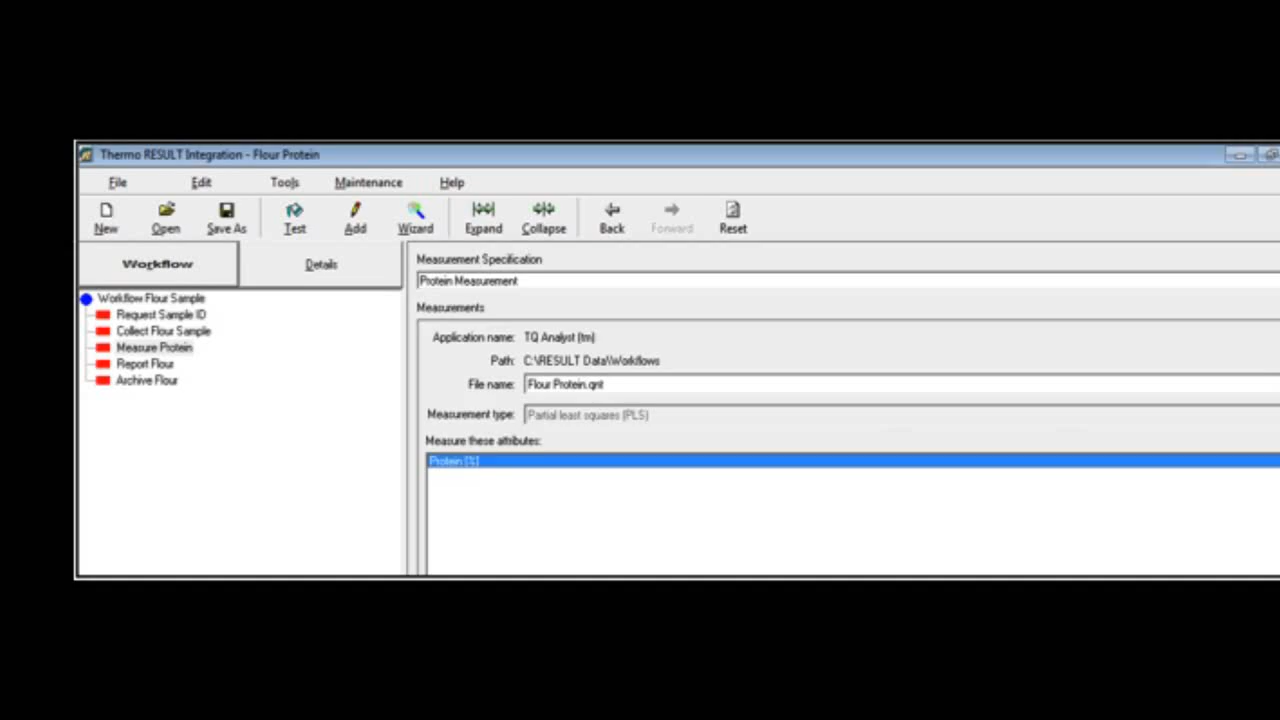 Thermo RESULT Integration - Flour Protein
File Edit Tools Maintenance Help
New Open Save As Test Add Wizard Expand Collapse Back Forward Reset
Workflow Details
Workflow Flour Sample
Request Sample ID
Collect Flour Sample
Measure Protein
Report Flour
Archive Flour
Measurement Specification
Protein Measurement
Measurements
Application name: TQ Analyst (tm)
Path: C:\RESULT Data\Workflows
File name: Flour Protein.qnt
Measurement type: Partial least squares (PLS)
Measure these attributes:
Protein (%)